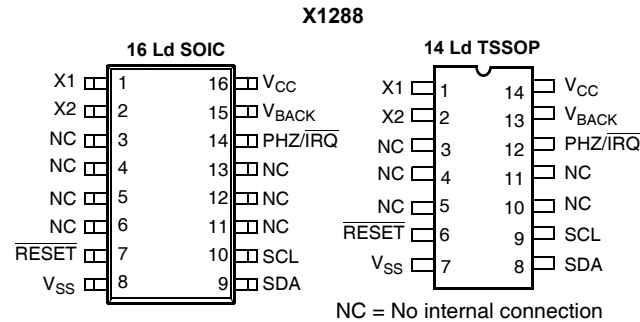 X1288
16 Ld SOIC
X1 1 16 VCC
X2 2 15 VBACK
NC 3 14 PHZ/IRQ
NC 4 13 NC
NC 5 12 NC
NC 6 11 NC
RESET 7 10 SCL
VSS 8 9 SDA
14 Ld TSSOP
X1 1 14 VCC
X2 2 13 VBACK
NC 3 12 PHZ/IRQ
NC 4 11 NC
NC 5 10 NC
RESET 6 9 SCL
VSS 7 8 SDA
NC = No internal connection